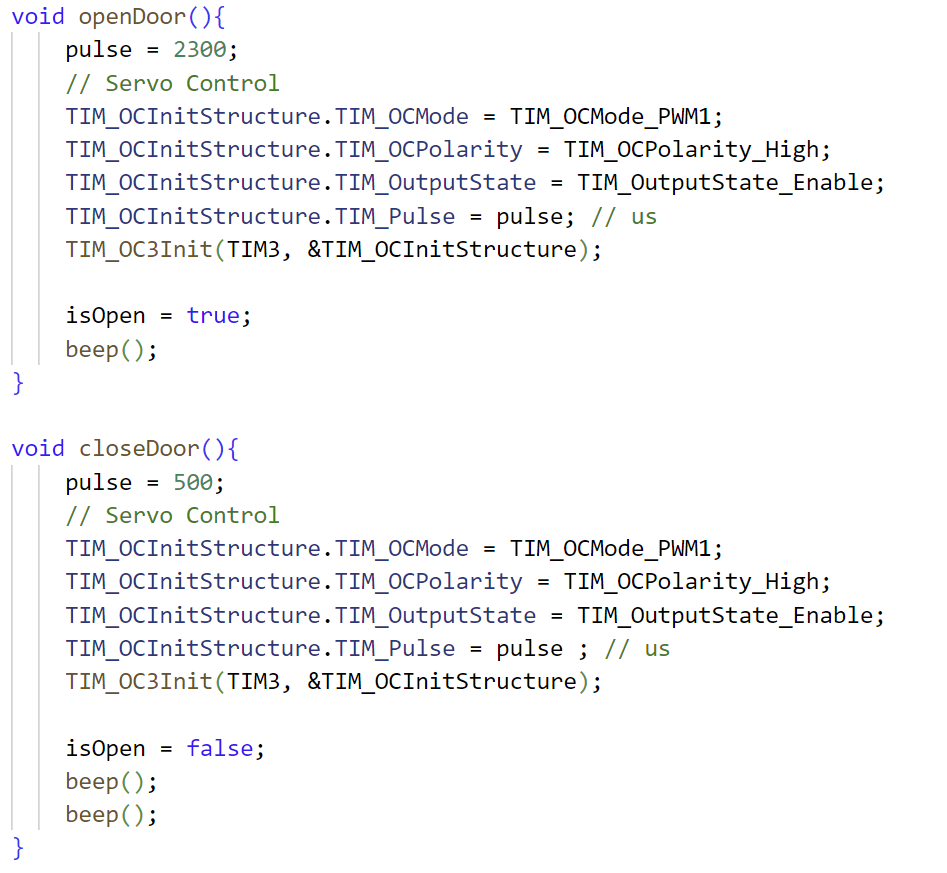 void openDoor(){
    pulse = 2300;
    // Servo Control
    TIM_OCInitStructure.TIM_OCMode = TIM_OCMode_PWM1;
    TIM_OCInitStructure.TIM_OCPolarity = TIM_OCPolarity_High;
    TIM_OCInitStructure.TIM_OutputState = TIM_OutputState_Enable;
    TIM_OCInitStructure.TIM_Pulse = pulse; // us
    TIM_OC3Init(TIM3, &TIM_OCInitStructure);

    isOpen = true;
    beep();
}

void closeDoor(){
    pulse = 500;
    // Servo Control
    TIM_OCInitStructure.TIM_OCMode = TIM_OCMode_PWM1;
    TIM_OCInitStructure.TIM_OCPolarity = TIM_OCPolarity_High;
    TIM_OCInitStructure.TIM_OutputState = TIM_OutputState_Enable;
    TIM_OCInitStructure.TIM_Pulse = pulse ; // us
    TIM_OC3Init(TIM3, &TIM_OCInitStructure);

    isOpen = false;
    beep();
    beep();
}